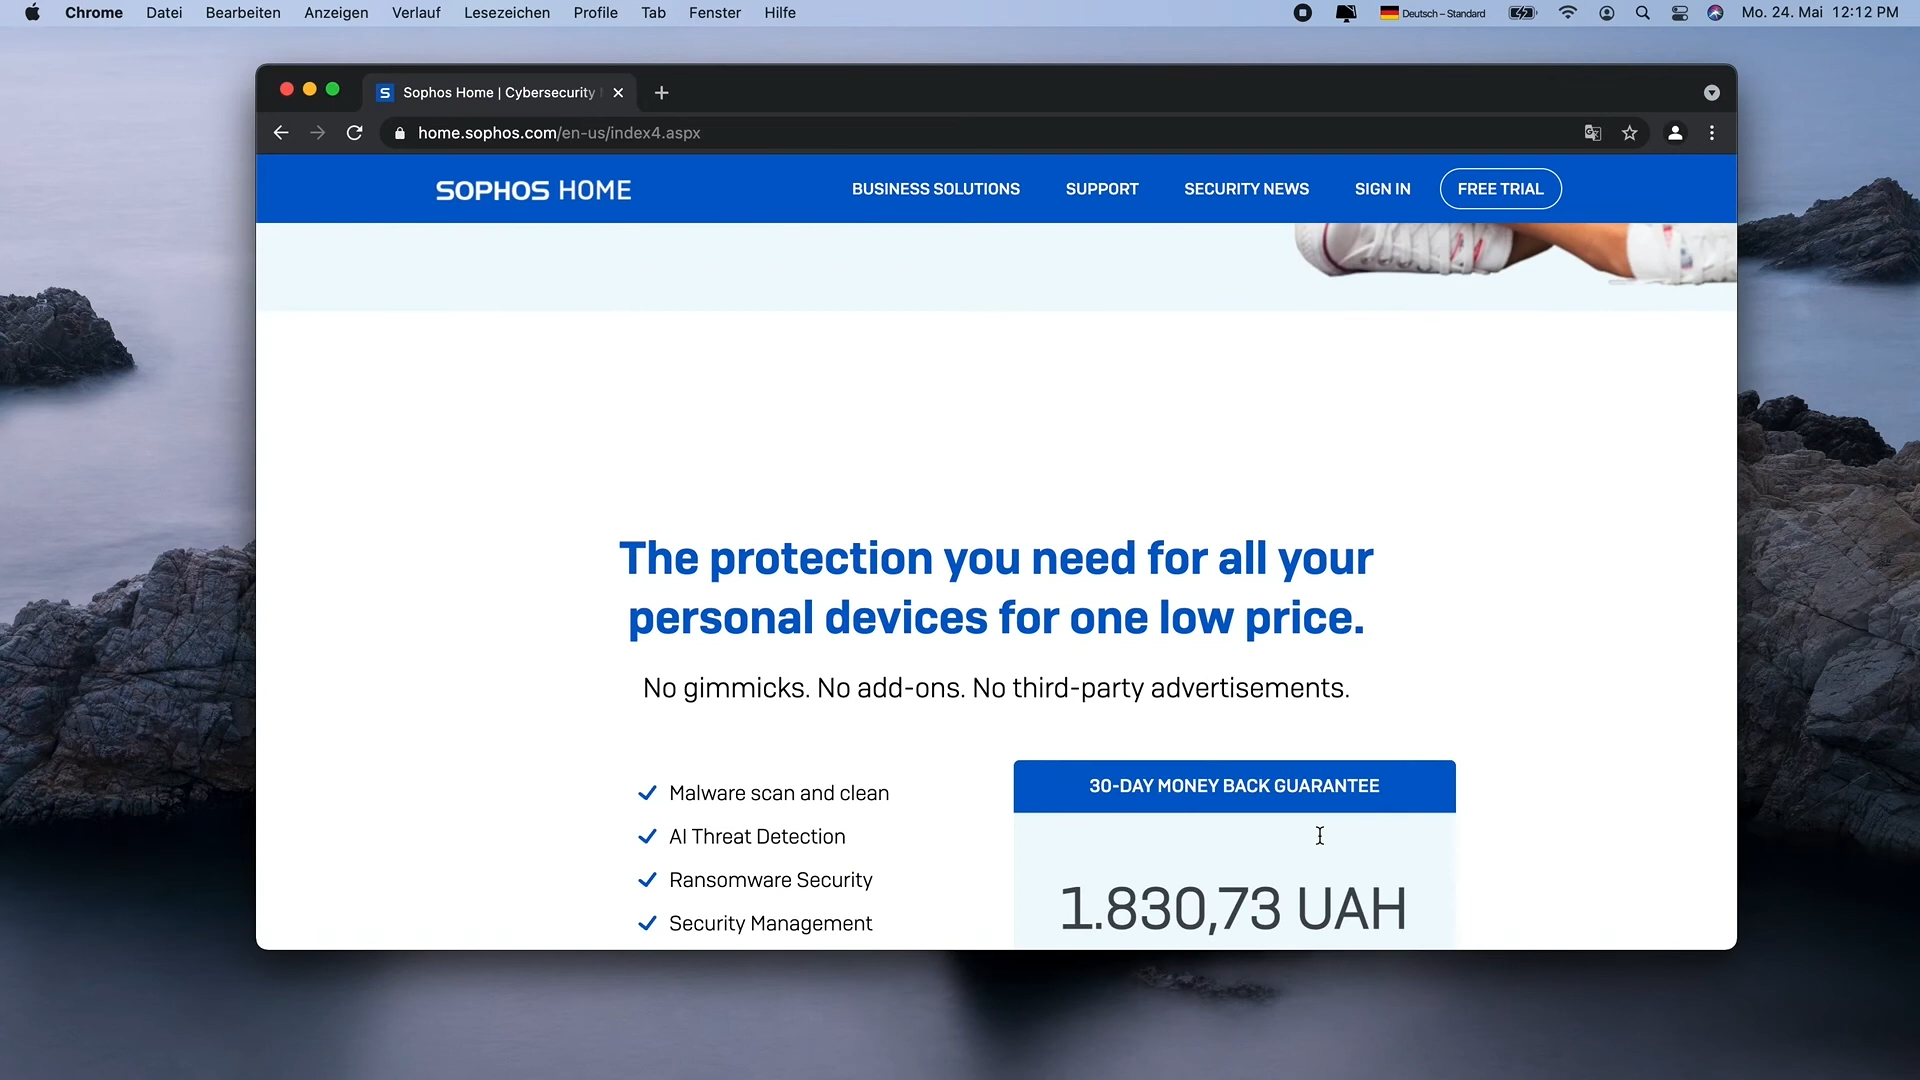 Chrome Datei Bearbeiten Anzeigen Verlauf Lesezeichen Profile Tab Fenster Hilfe Deutsch – Standard Mo. 24. Mai 12:12 PM
S Sophos Home | Cybersecurity
home.sophos.com/en-us/index4.aspx
SOPHOS HOME BUSINESS SOLUTIONS SUPPORT SECURITY NEWS SIGN IN FREE TRIAL
The protection you need for all your
personal devices for one low price.
No gimmicks. No add-ons. No third-party advertisements.
Malware scan and clean
AI Threat Detection
Ransomware Security
Security Management
30-DAY MONEY BACK GUARANTEE
1.830,73 UAH